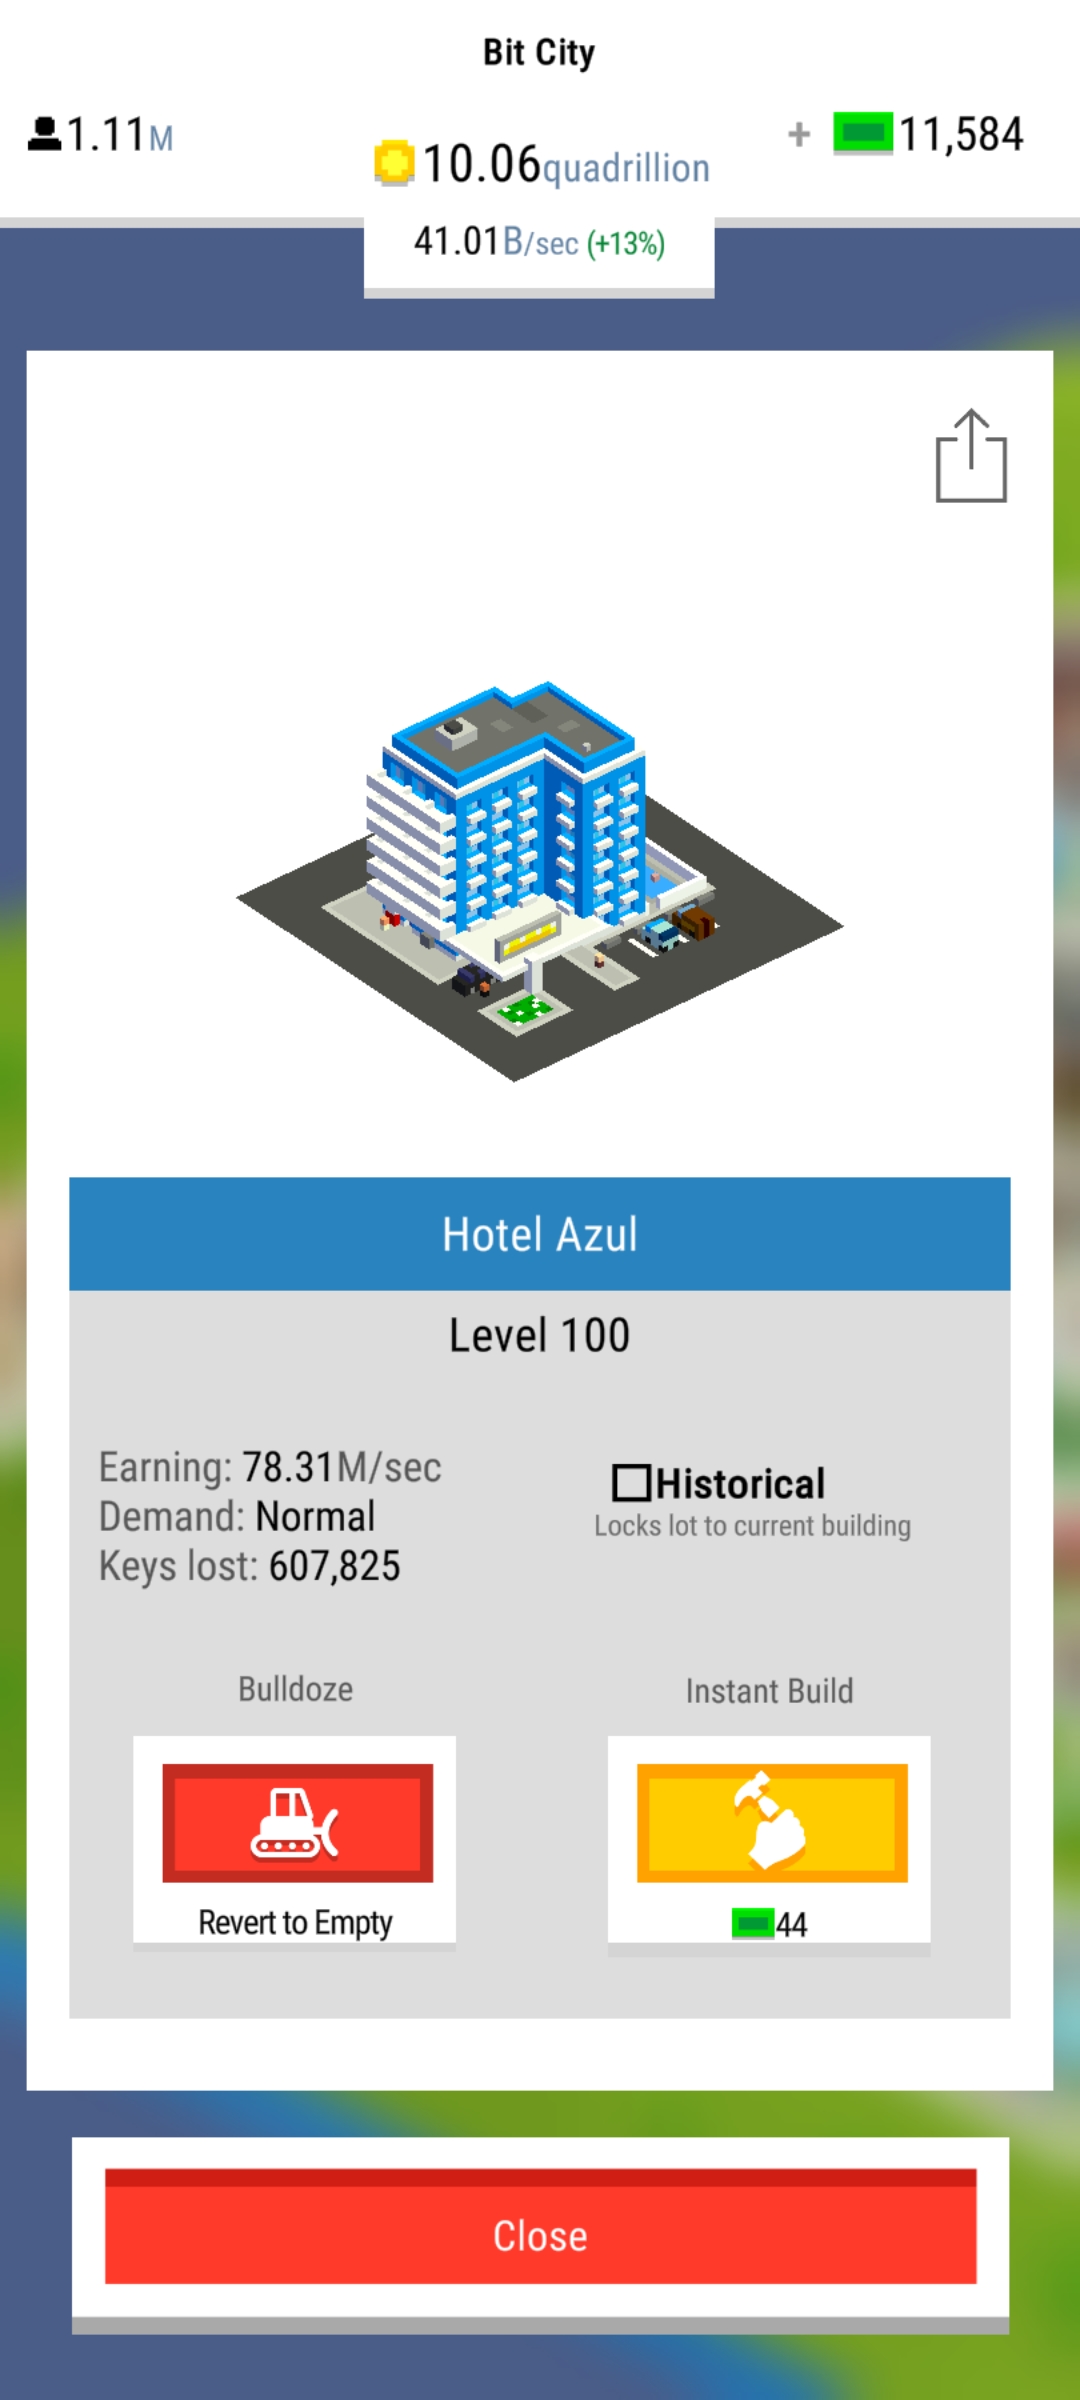 Bit City
1.11M
10.06quadrillion
+ 11,584
41.01B/sec (+13%)
Hotel Azul
Level 100
Earning: 78.31M/sec
Demand: Normal
Keys lost: 607,825
Historical
Locks lot to current building
Bulldoze
Instant Build
Revert to Empty
44
Close